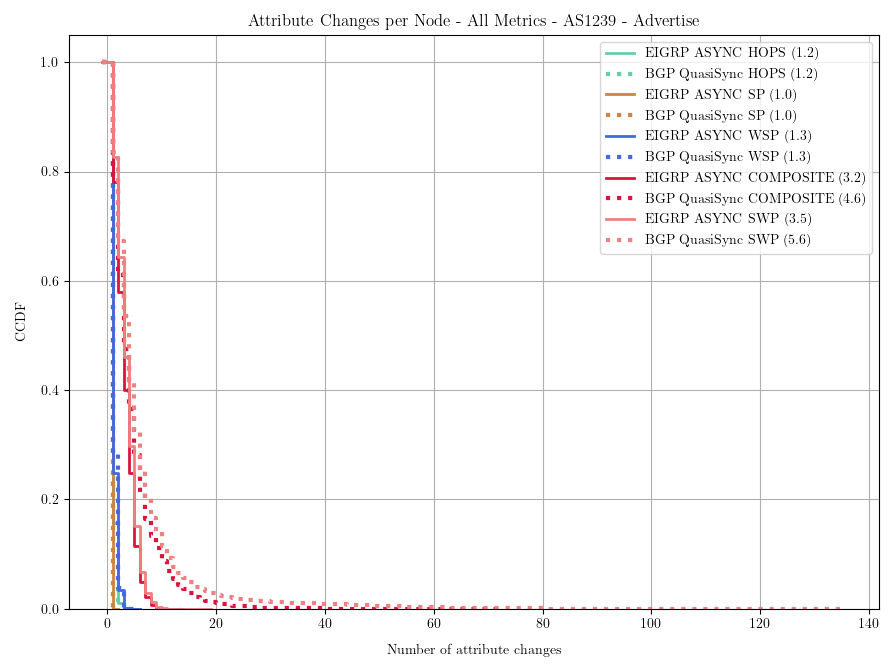 Attribute Changes per Node - All Metrics - AS1239 - Advertise
EIGRP ASYNC HOPS (1.2)
BGP QuasiSync HOPS (1.2)
EIGRP ASYNC SP (1.0)
BGP QuasiSync SP (1.0)
EIGRP ASYNC WSP (1.3)
BGP QuasiSync WSP (1.3)
EIGRP ASYNC COMPOSITE (3.2)
BGP QuasiSync COMPOSITE (4.6)
EIGRP ASYNC SWP (3.5)
BGP QuasiSync SWP (5.6)
CCDF
1.0
0.8
0.6
0.4
0.2
0.0
0 20 40 60 80 100 120 140
Number of attribute changes